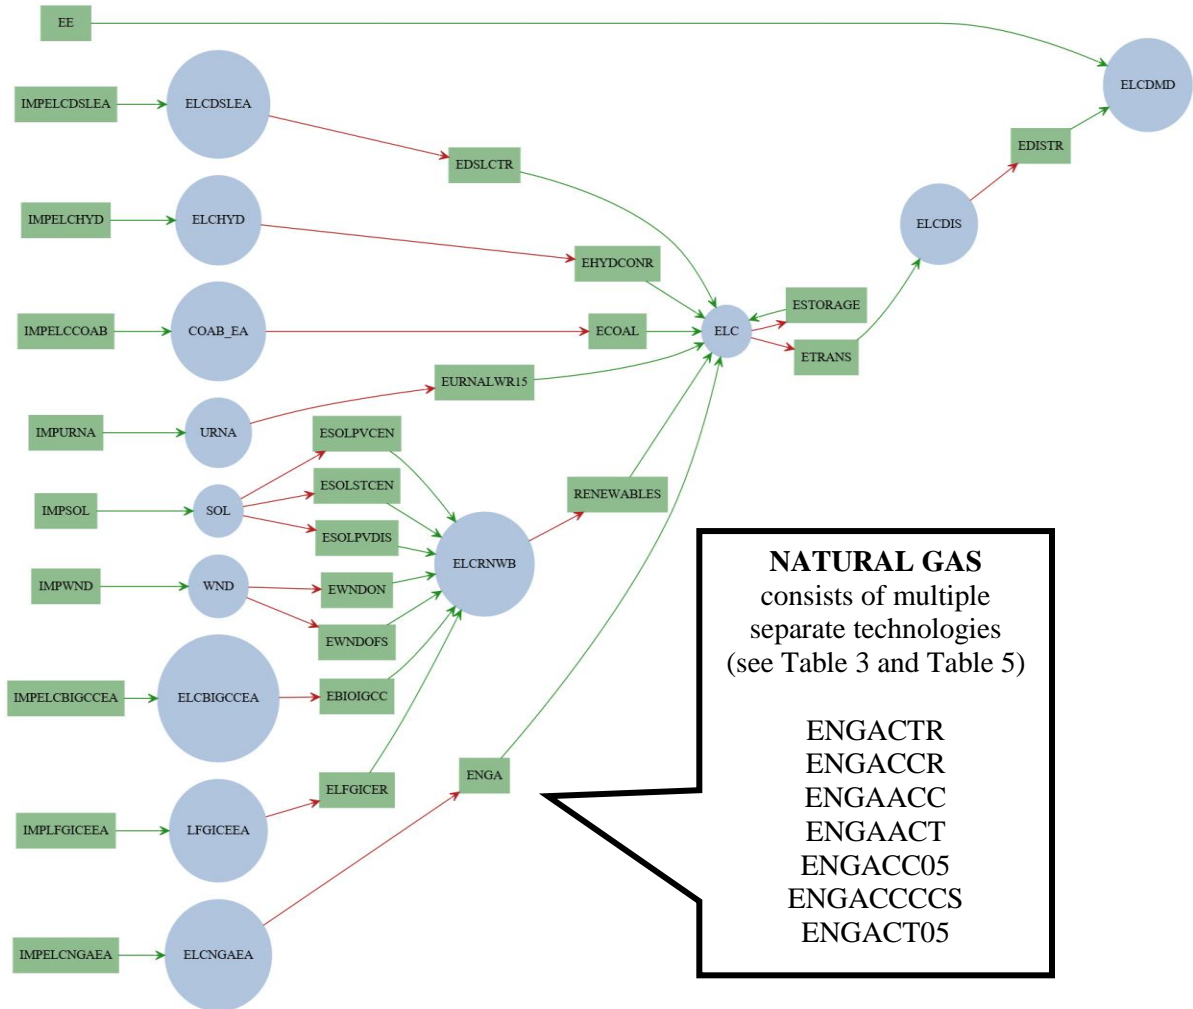 EE
ELCDMD
IMPELCDSLEA
ELCDSLEA
EDISTR
EDSLCTR
IMPELCHYD
ELCHYD
ELCDIS
EHYDCONR
ESTORAGE
IMPELCCOAB
COAB_EA
ECOAL
ELC
ETRANS
EURNALWR15
IMPURNA
URNA
ESOLPVCEN
ESOLSTCEN
RENEWABLES
IMPSOL
SOL
ESOLPVDIS
ELCRNWB
IMPWND
WND
EWNDON
EWNDOFS
IMPELCBIGCCEA
ELCBIGCCEA
EBIOIGCC
ENGA
ELFGICER
IMPLFGICEEA
LFGICEEA
IMPELCNGAEA
ELCNGAEA
NATURAL GAS
consists of multiple
separate technologies
(see Table 3 and Table 5)
ENGACTR
ENGACCR
ENGAACC
ENGAACT
ENGACC05
ENGACCCCS
ENGACT05